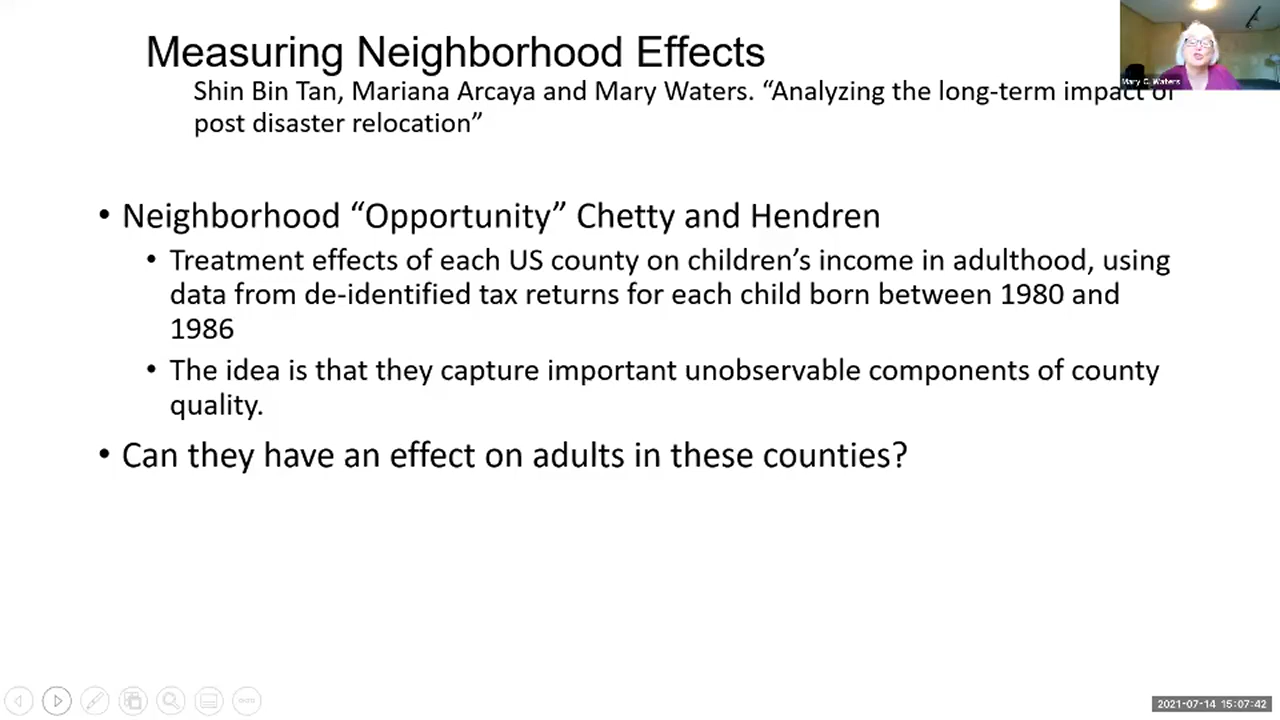 Measuring Neighborhood Effects
Shin Bin Tan, Mariana Arcaya and Mary Waters. “Analyzing the long-term impact of
post disaster relocation”
Mary C. Waters
• Neighborhood “Opportunity” Chetty and Hendren
• Treatment effects of each US county on children’s income in adulthood, using
data from de-identified tax returns for each child born between 1980 and
1986
• The idea is that they capture important unobservable components of county
quality.
• Can they have an effect on adults in these counties?
2021-07-14 15:07:42